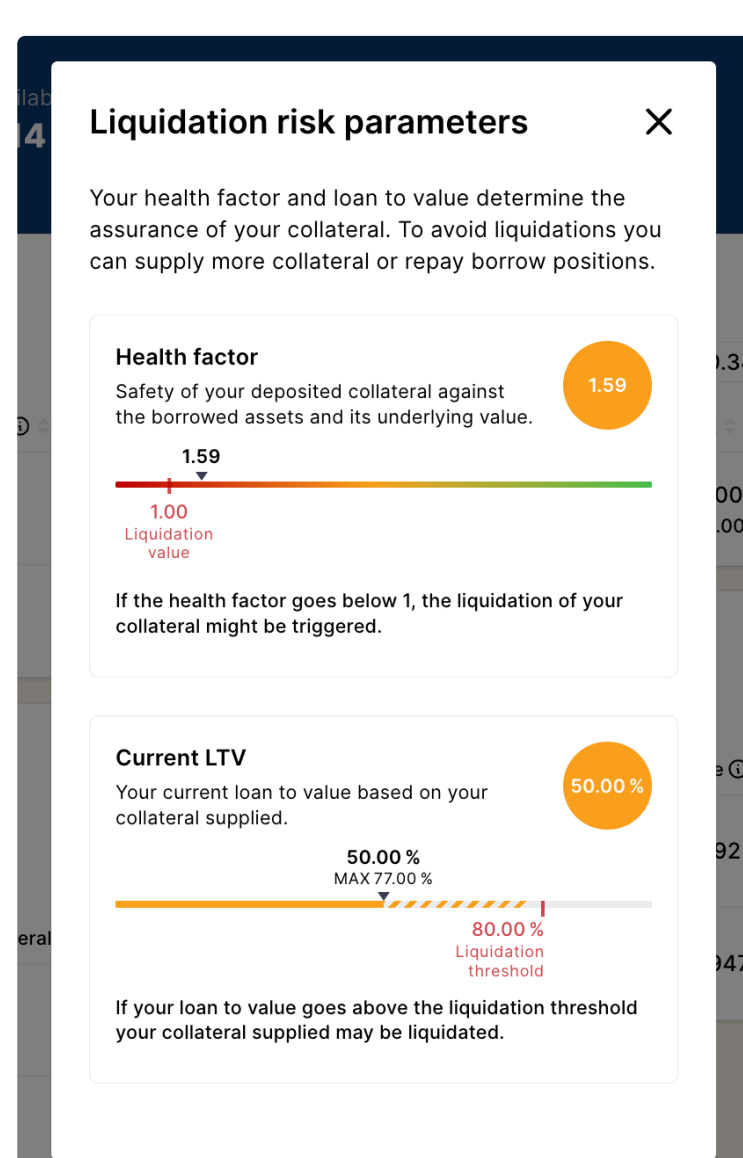 Liquidation risk parameters
Your health factor and loan to value determine the
assurance of your collateral. To avoid liquidations you
can supply more collateral or repay borrow positions.
Health factor
Safety of your deposited collateral against
the borrowed assets and its underlying value.
1.59
1.59
1.00
Liquidation
value
If the health factor goes below 1, the liquidation of your
collateral might be triggered.
Current LTV
Your current loan to value based on your
collateral supplied.
50.00 %
50.00 %
MAX 77.00 %
80.00 %
Liquidation
threshold
If your loan to value goes above the liquidation threshold
your collateral supplied may be liquidated.